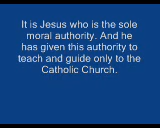 It is Jesus who is the sole
moral authority. And he
has given this authority to
teach and guide only to the
Catholic Church.